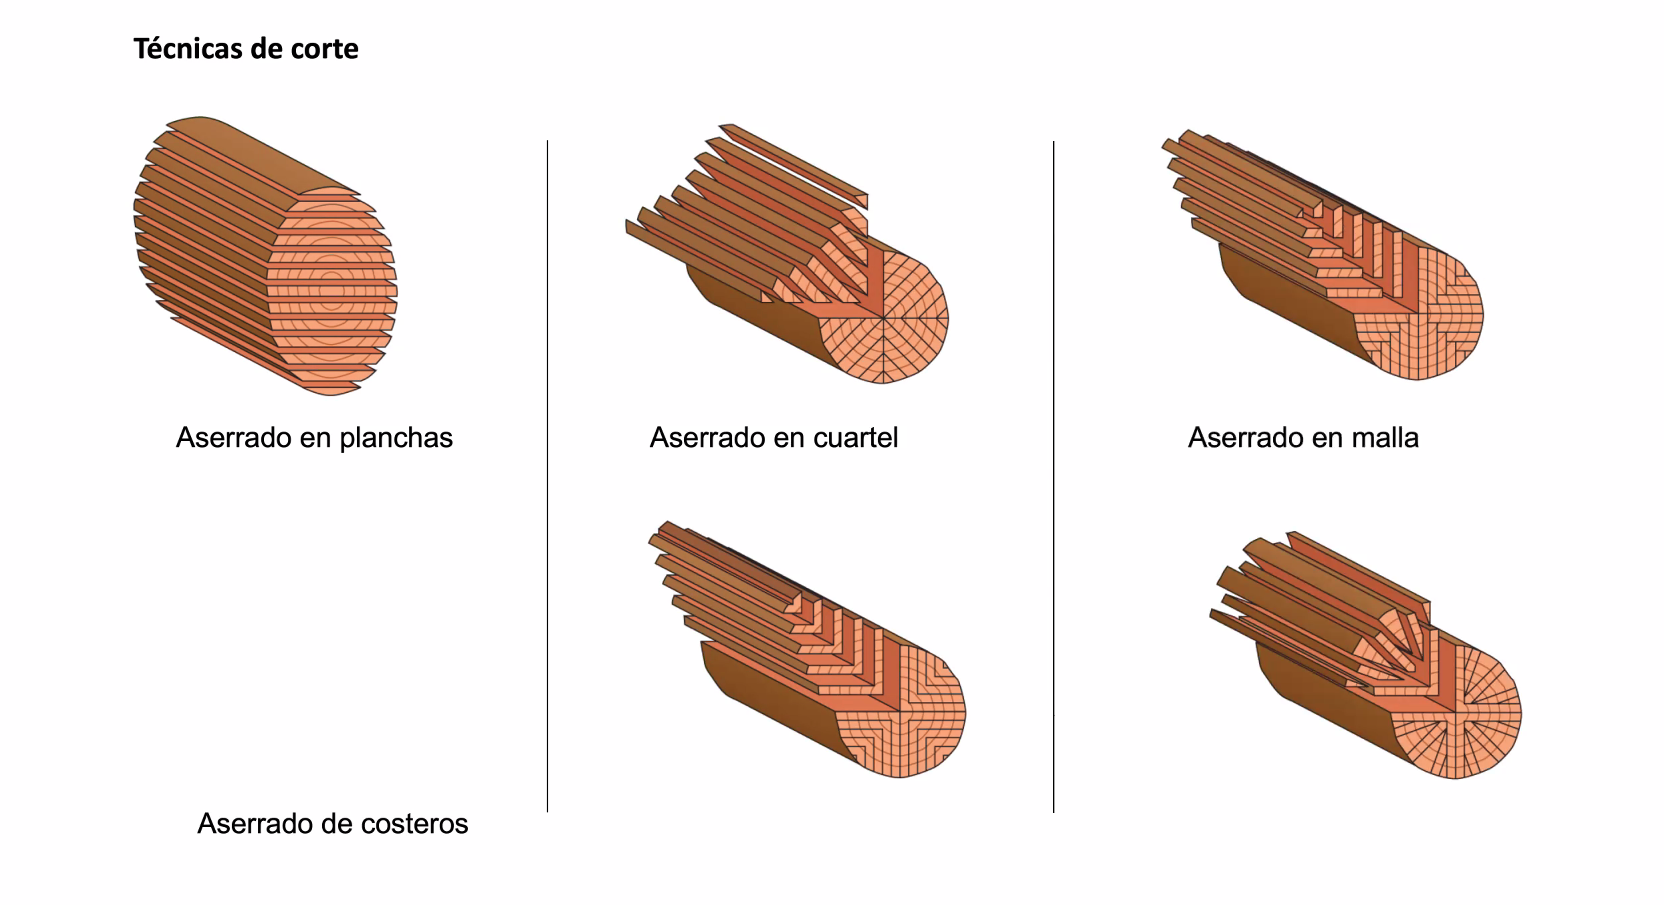 Técnicas de corte
Aserrado en planchas
Aserrado en cuartel
Aserrado en malla
Aserrado de costeros